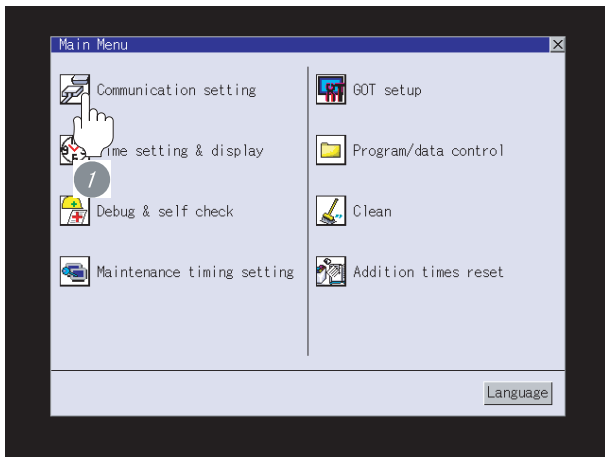 Main Menu
Communication setting
GOT setup
Time setting & display
Program/data control
1
Debug & self check
Clean
Maintenance timing setting
Addition times reset
Language